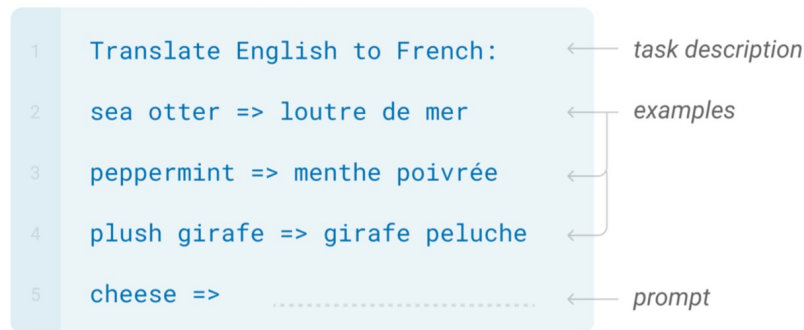 1 Translate English to French: task description
2 sea otter => loutre de mer examples
3 peppermint => menthe poivrée
4 plush girafe => girafe peluche
5 cheese => prompt